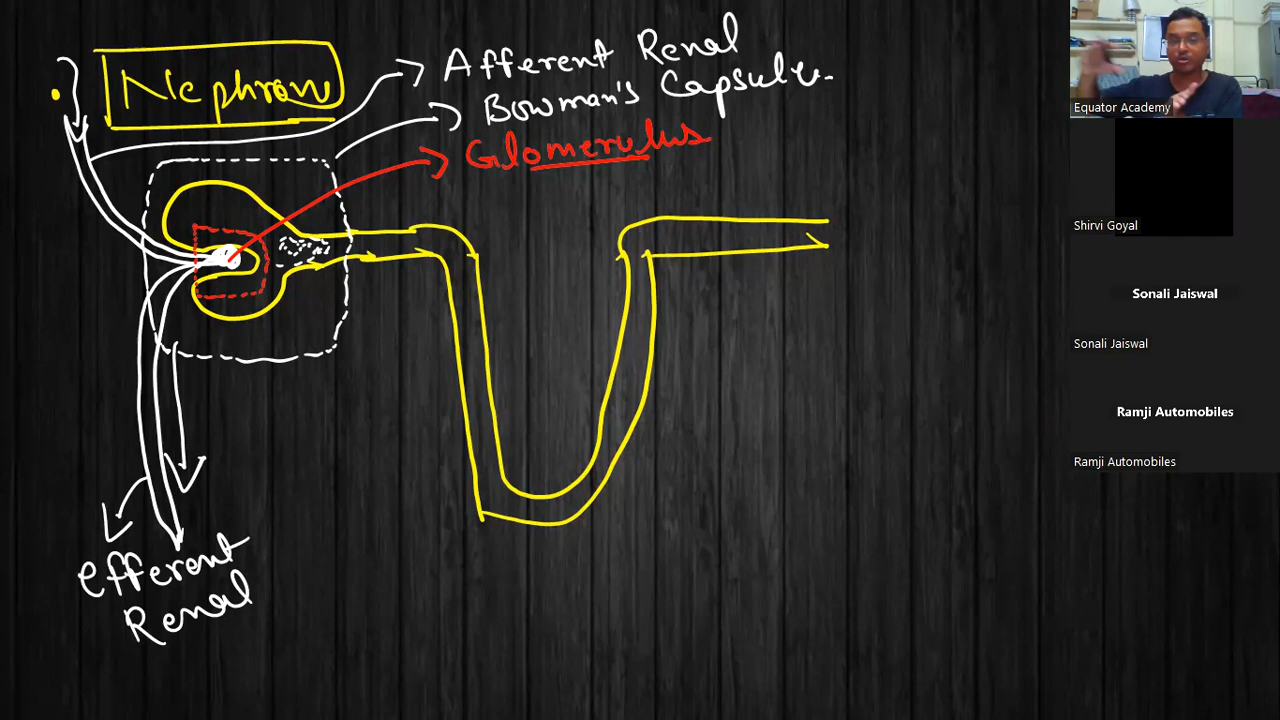 Nephron
Afferent Renal
Bowman's Capsule.
Glomerulus
efferent
Renal
Equator Academy
Shirvi Goyal
Sonali Jaiswal
Sonali Jaiswal
Ramji Automobiles
Ramji Automobiles